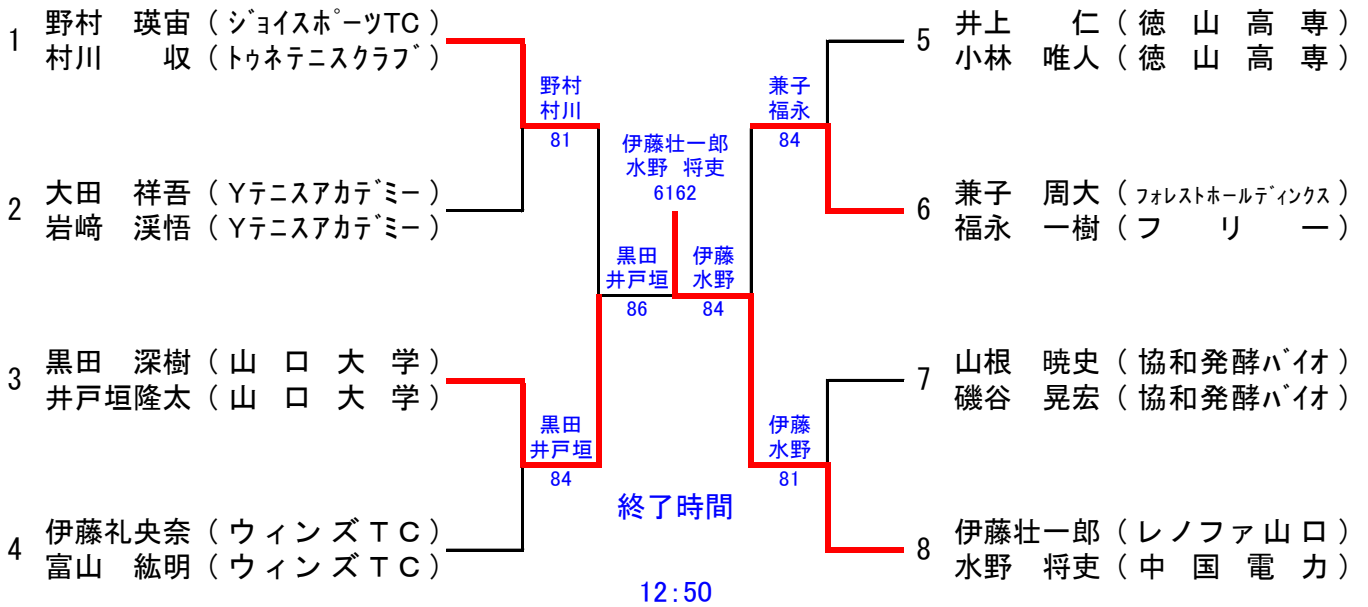 1
野村 瑛宙 ( ｼﾞｮｲｽﾎﾟｰﾂTC )
村川 収 ( ﾄｩﾈﾃﾆｽｸﾗﾌﾞ )
2
大田 祥吾 ( Yﾃﾆｽｱｶﾃﾞﾐｰ )
岩﨑 渓悟 ( Yﾃﾆｽｱｶﾃﾞﾐｰ )
3
黒田 深樹 ( 山 口 大 学 )
井戸垣隆太 ( 山 口 大 学 )
4
伊藤礼央奈 ( ウィンズTC )
富山 紘明 ( ウィンズTC )
野村
村川
81
黒田
井戸垣
84
黒田
井戸垣
86
伊藤壮一郎
水野 将吏
6162
伊藤
水野
84
兼子
福永
84
伊藤
水野
81
終了時間
12:50
5
井上 仁 ( 徳 山 高 専 )
小林 唯人 ( 徳 山 高 専 )
6
兼子 周大 ( ﾌｫﾚｽﾄﾎｰﾙﾃﾞｨﾝｸｽ )
福永 一樹 ( フ リ ー )
7
山根 暁史 ( 協和発酵ﾊﾞｲｵ )
磯谷 晃宏 ( 協和発酵ﾊﾞｲｵ )
8
伊藤壮一郎 ( レノファ山口 )
水野 将吏 ( 中 国 電 力 )